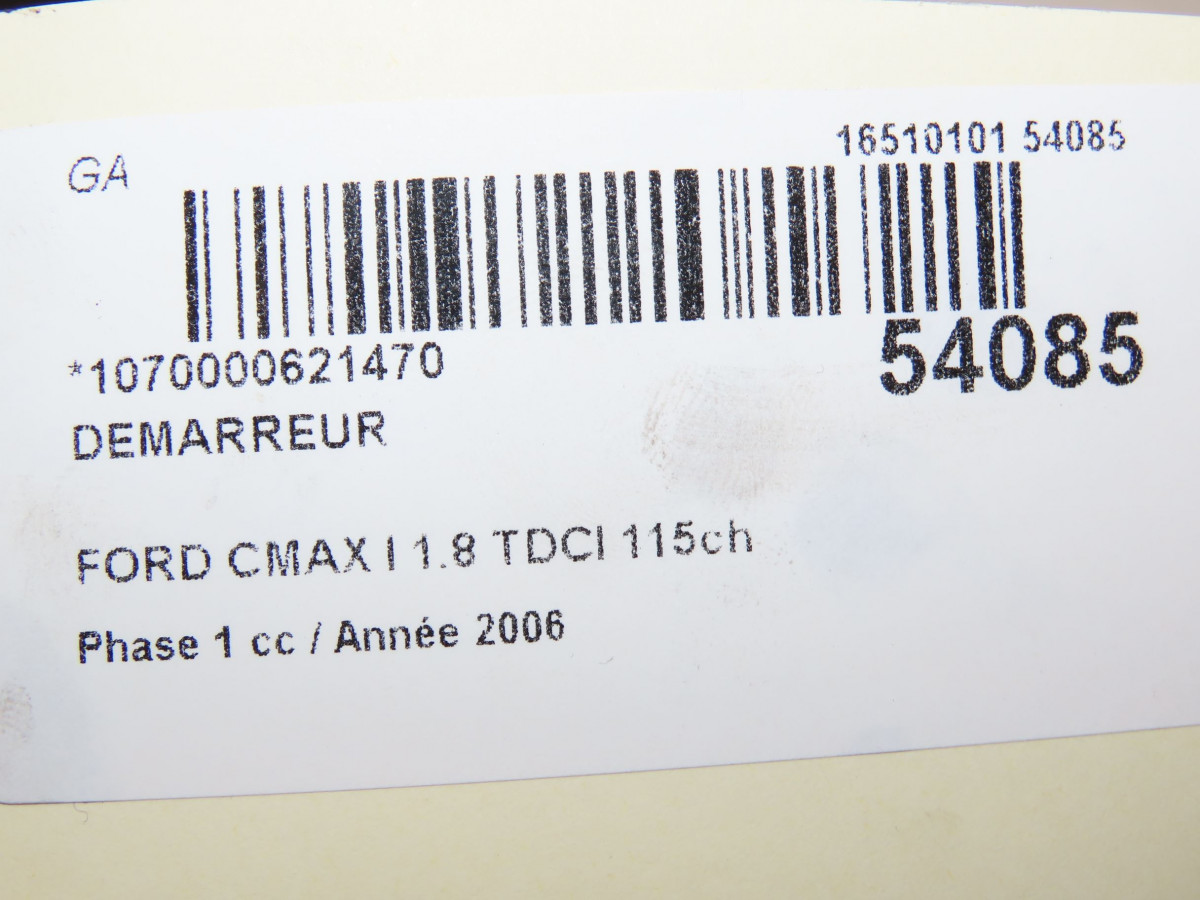 GA
16510101 54085
*1070000621470
54085
DEMARREUR
FORD CMAX I 1.8 TDCI 115ch
Phase 1 cc / Année 2006